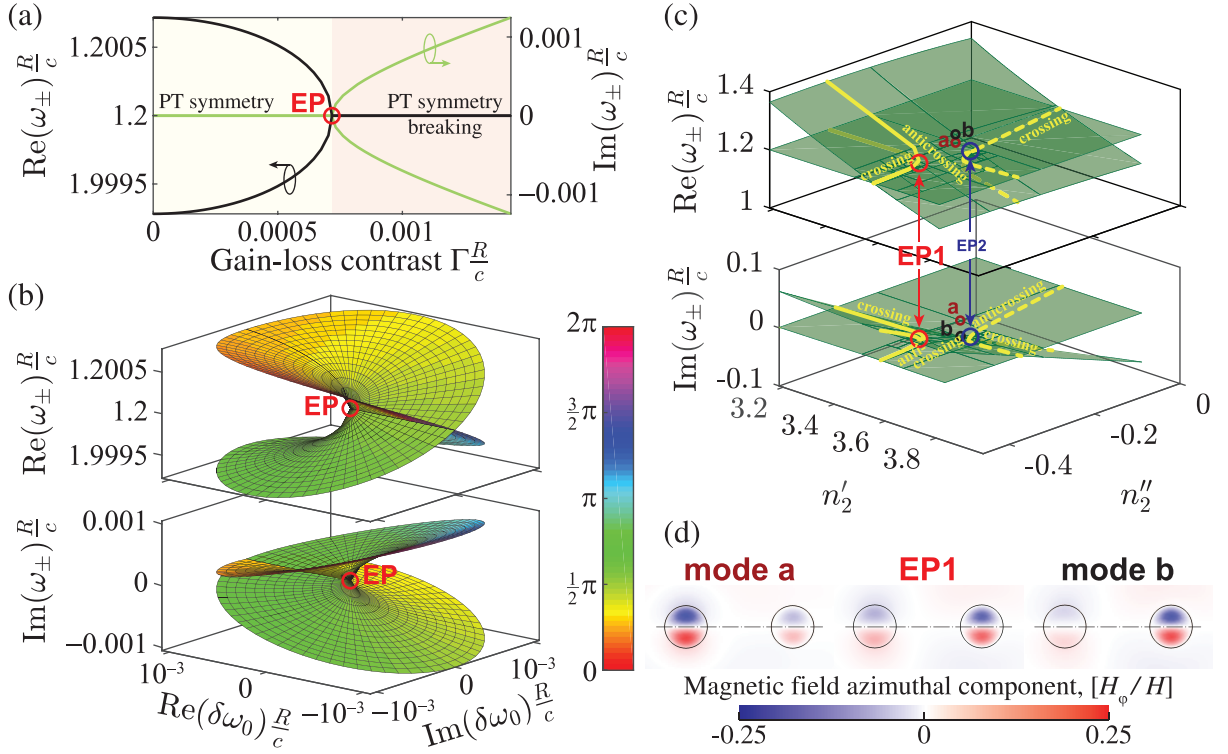 (a)
Re(ω±) R/c
1.2005
1.2
1.9995
PT symmetry
EP
PT symmetry
breaking
0.001
0
−0.001
Im(ω±) R/c
0
0.0005
0.001
Gain-loss contrast Γ R/c
(b)
Re(ω±) R/c
1.2005
1.2
1.9995
EP
Im(ω±) R/c
0.001
0
−0.001
EP
10⁻³
0
−10⁻³
Re(δω₀) R/c
−10⁻³
0
10⁻³
Im(δω₀) R/c
2π
3/2 π
π
1/2 π
0
(c)
Re(ω±) R/c
1.4
1.2
1
crossing
anticrossing
a
b
crossing
EP1
EP2
Im(ω±) R/c
0.1
0
-0.1
crossing
a
b
anticrossing
anti
crossing
crossing
3.2
3.4
3.6
3.8
n′₂
-0.4
-0.2
0
n″₂
(d)
mode a
EP1
mode b
Magnetic field azimuthal component, [Hφ/H]
-0.25
0
0.25